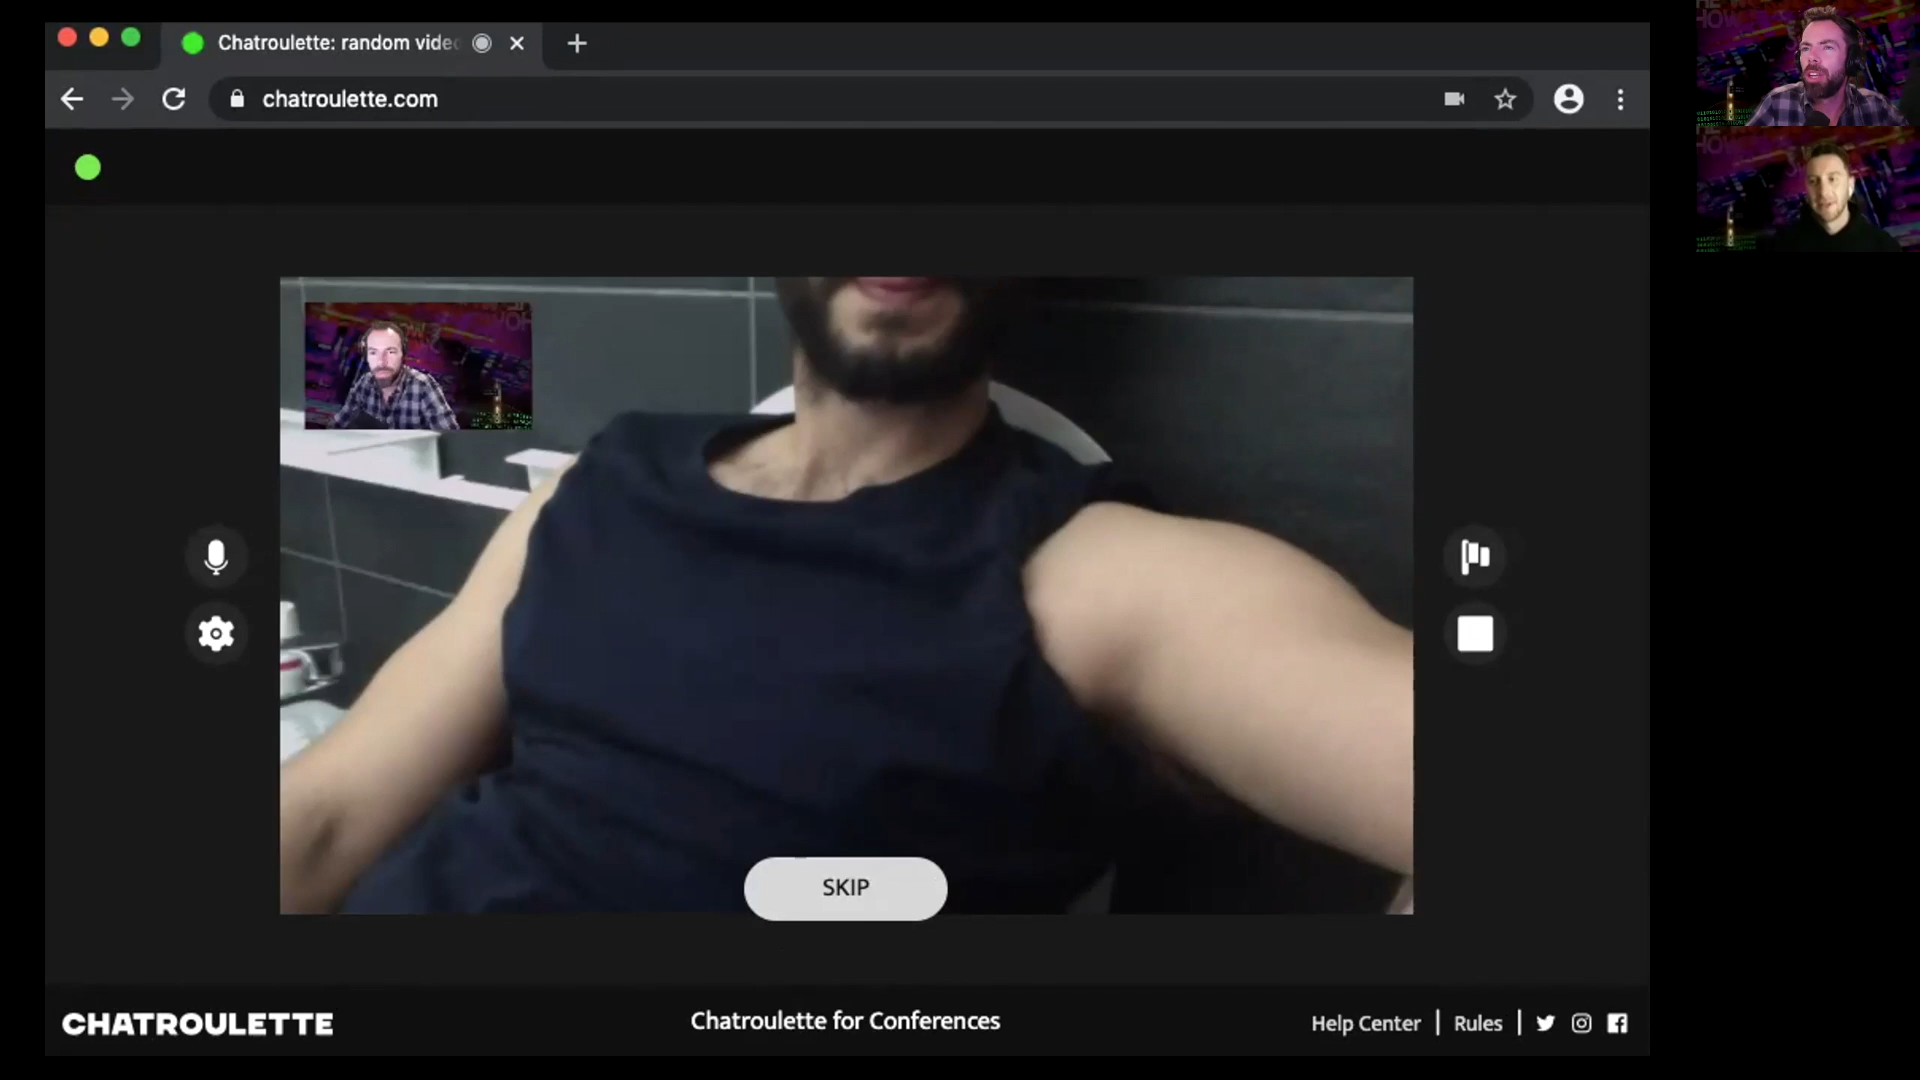 Chatroulette: random vide
chatroulette.com
SKIP
CHATROULETTE
Chatroulette for Conferences
Help Center
Rules